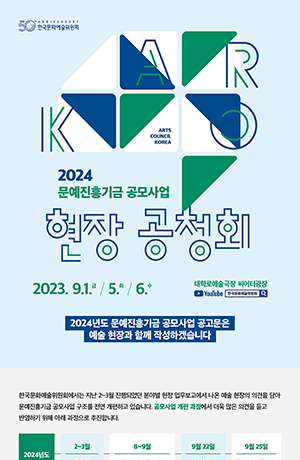 50 ANNIVERSARY
한국문화예술위원회
ARKO
ARTS
COUNCIL
KOREA
2024
문예진흥기금 공모사업
현장 공청회
2023. 9.1.금 / 5.화 / 6.수
대학로예술극장 씨어터광장
YouTube 한국문화예술위원회
2024년도 문예진흥기금 공모사업 공고문은
예술 현장과 함께 작성하겠습니다
한국문화예술위원회에서는 지난 2~3월 진행되었던 분야별 현장 업무보고에서 나온 예술 현장의 의견을 담아
문예진흥기금 공모사업 구조를 전면 개편하고 있습니다. 공모사업 개편 과정에서 더욱 많은 의견을 듣고
반영하기 위해 아래 과정으로 추진합니다.
2024년도 2~3월 8~9월 9월 22일 9월 25일